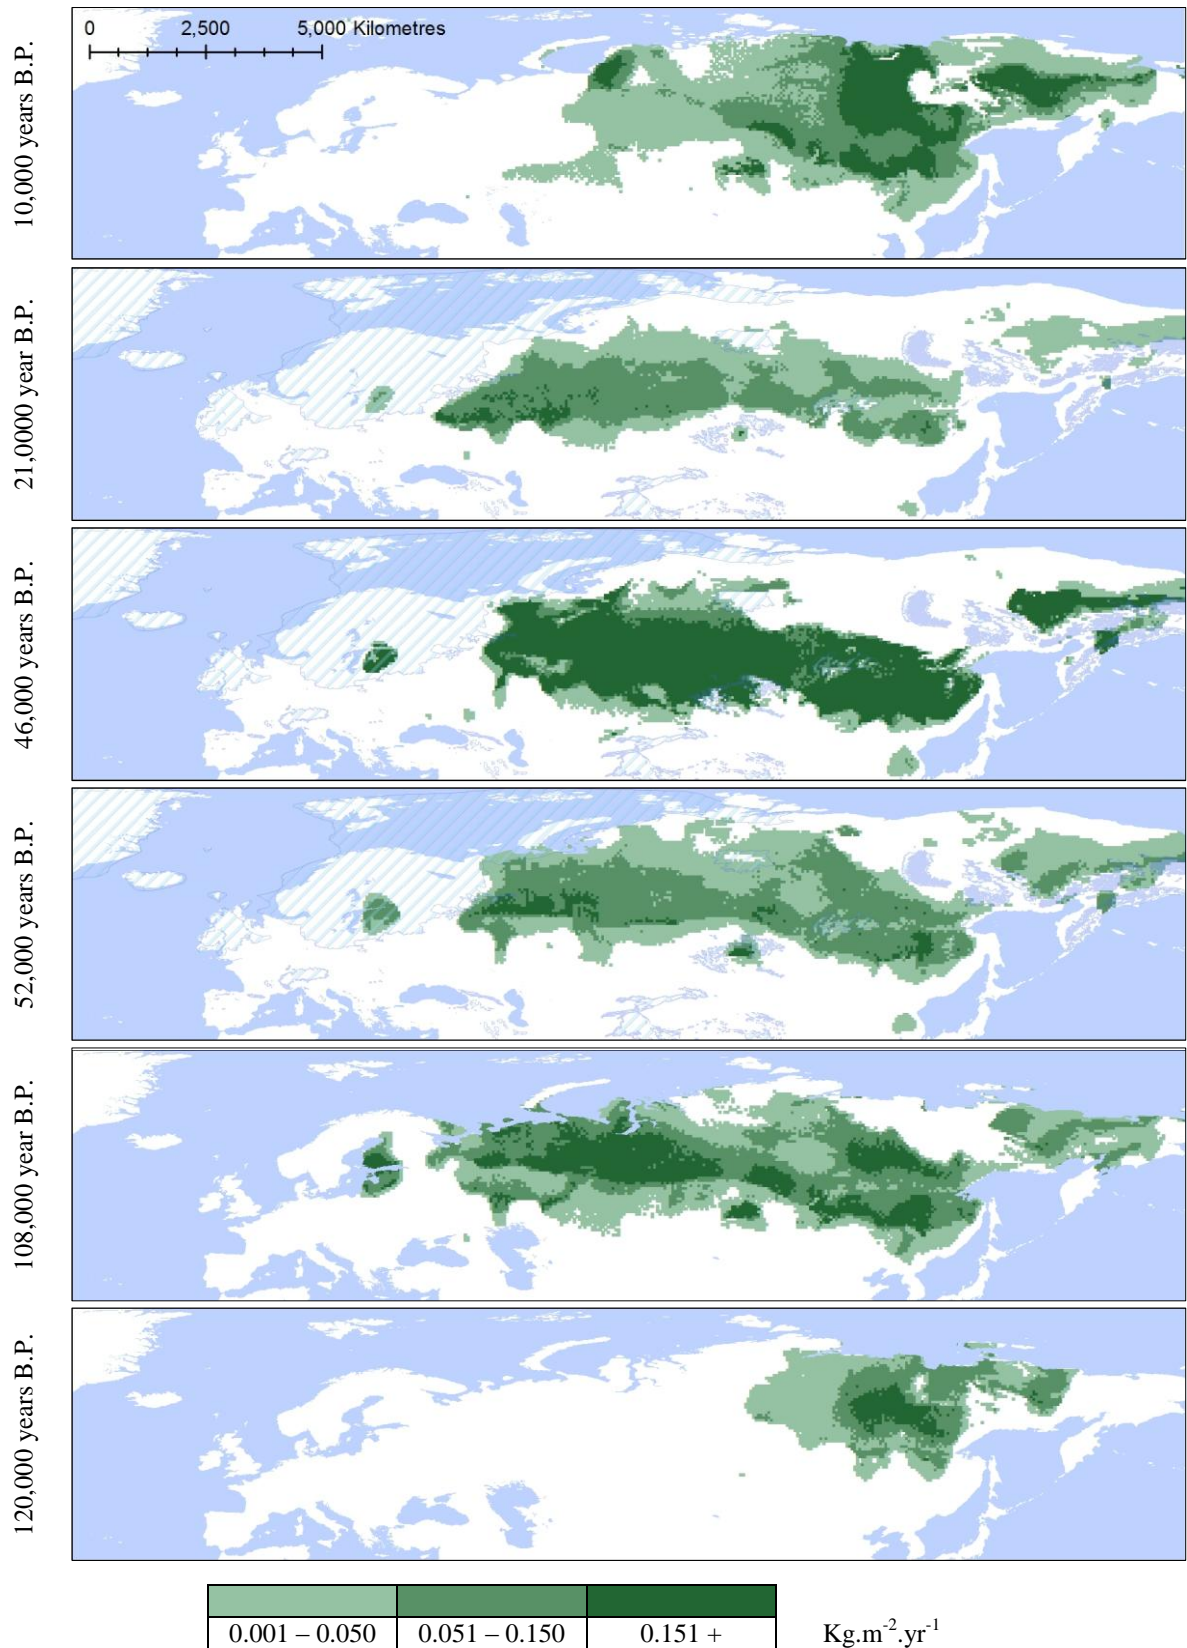 0 2,500 5,000 Kilometres
10,000 years B.P.
21,0000 year B.P.
46,000 years B.P.
52,000 years B.P.
108,000 year B.P.
120,000 years B.P.
0.001 – 0.050 0.051 – 0.150 0.151 + Kg.m-2.yr-1